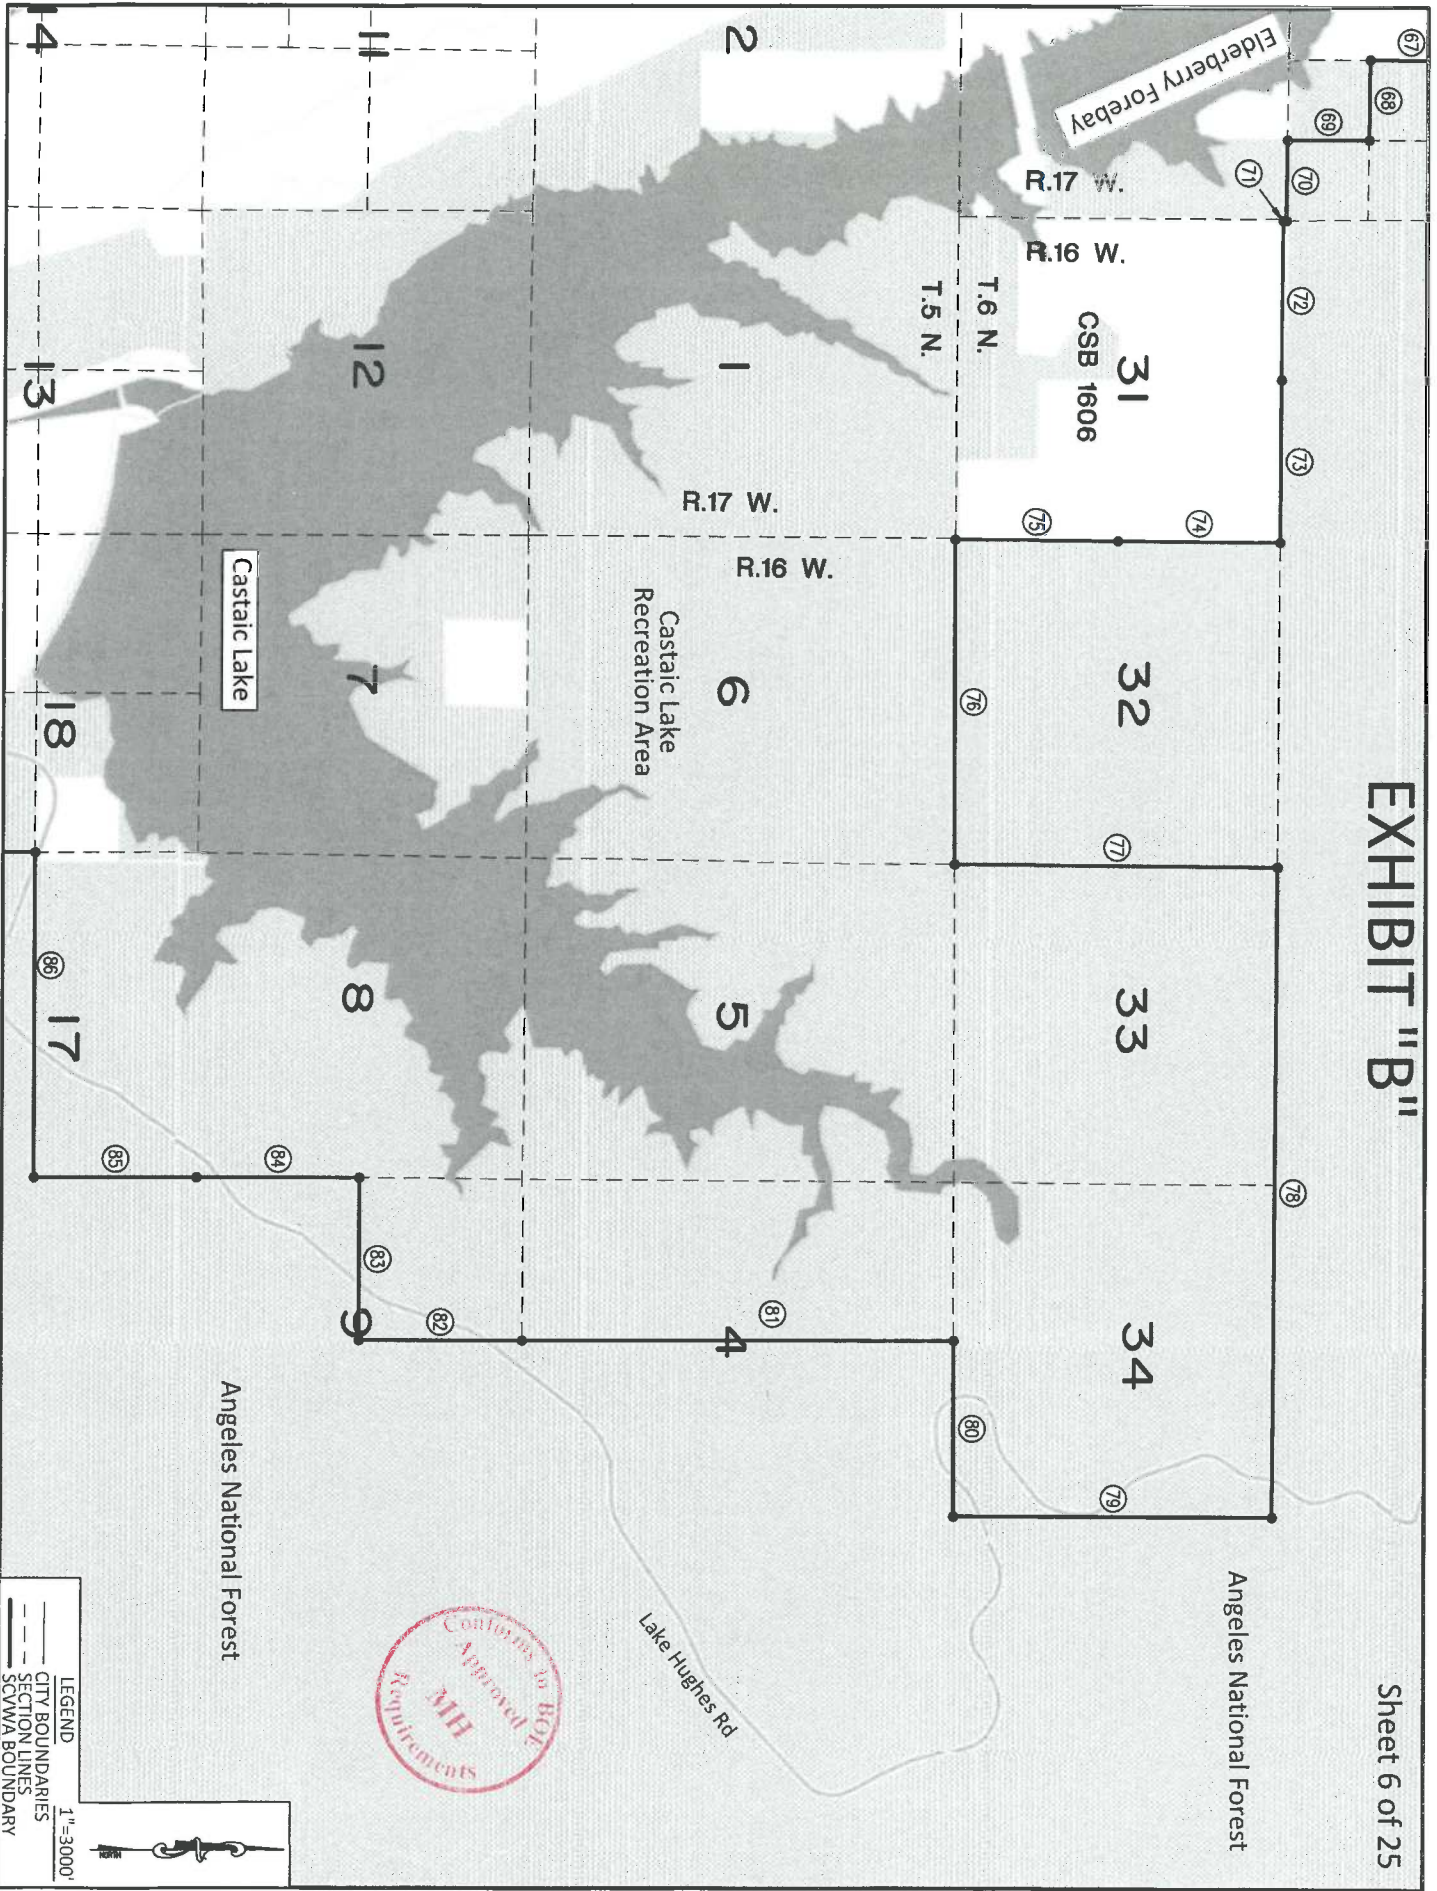 EXHIBIT "B"
Sheet 6 of 25
67
68
69
70
71
72
73
74
75
76
77
78
79
80
81
82
83
84
85
86
Elderberry Forebay
R.17 W.
R.16 W.
T.6 N.
T.5 N.
31
CSB 1606
32
33
34
Angeles National Forest
2
1
R.17 W.
R.16 W.
6
Castaic Lake
Recreation Area
5
4
Lake Hughes Rd
11
12
7
8
9
Castaic Lake
Angeles National Forest
14
13
18
17
Conforms to BOE
Approved
MH
Requirements
LEGEND
1"=3000'
CITY BOUNDARIES
SECTION LINES
SCVWA BOUNDARY
NORTH